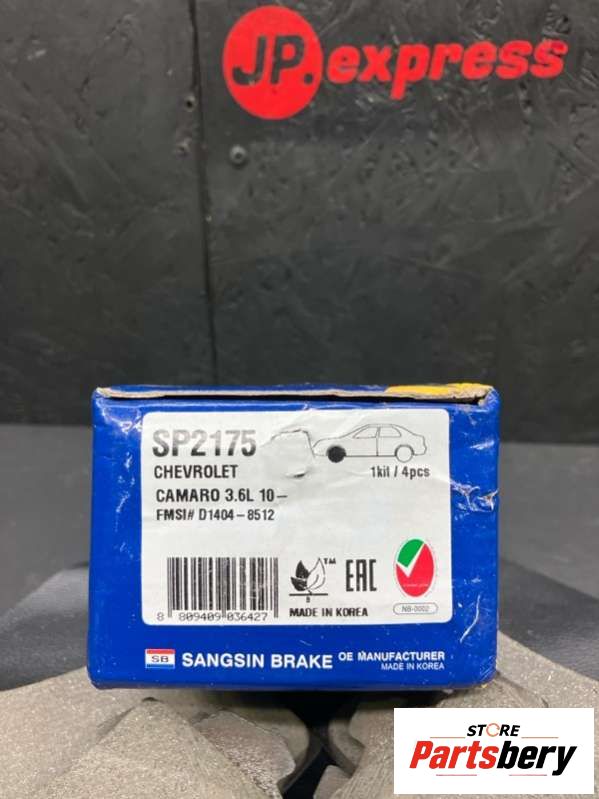 JP.express
SP2175
CHEVROLET
1kit / 4pcs
CAMARO 3.6L 10-
FMSI# D1404-8512
8 809409 036427
B
TM
EAC
MADE IN KOREA
NB-0002
SB SANGSIN BRAKE OE MANUFACTURER
MADE IN KOREA
STORE
Partsbery